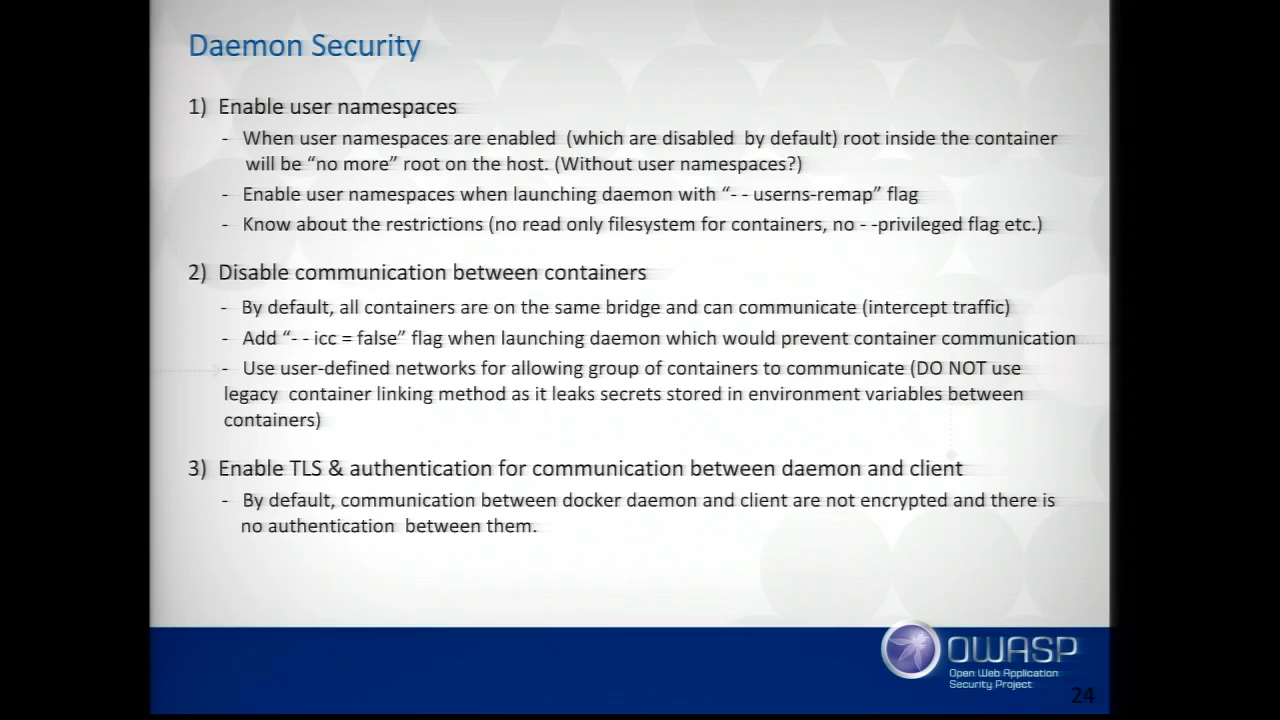 Daemon Security
1) Enable user namespaces
- When user namespaces are enabled (which are disabled by default) root inside the container
will be “no more” root on the host. (Without user namespaces?)
- Enable user namespaces when launching daemon with “- - userns-remap” flag
- Know about the restrictions (no read only filesystem for containers, no - -privileged flag etc.)
2) Disable communication between containers
- By default, all containers are on the same bridge and can communicate (intercept traffic)
- Add “- - icc = false” flag when launching daemon which would prevent container communication
- Use user-defined networks for allowing group of containers to communicate (DO NOT use
legacy container linking method as it leaks secrets stored in environment variables between
containers)
3) Enable TLS & authentication for communication between daemon and client
- By default, communication between docker daemon and client are not encrypted and there is
no authentication between them.
OWASP
Open Web Application
Security Project
24